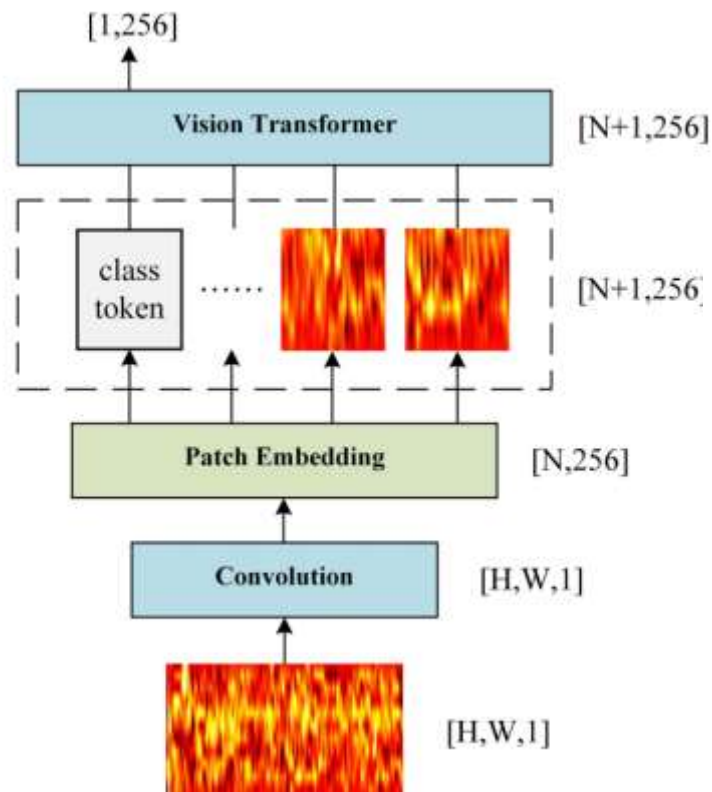 [1,256]
Vision Transformer
[N+1,256]
class
token
......
[N+1,256]
Patch Embedding
[N,256]
Convolution
[H,W,1]
[H,W,1]